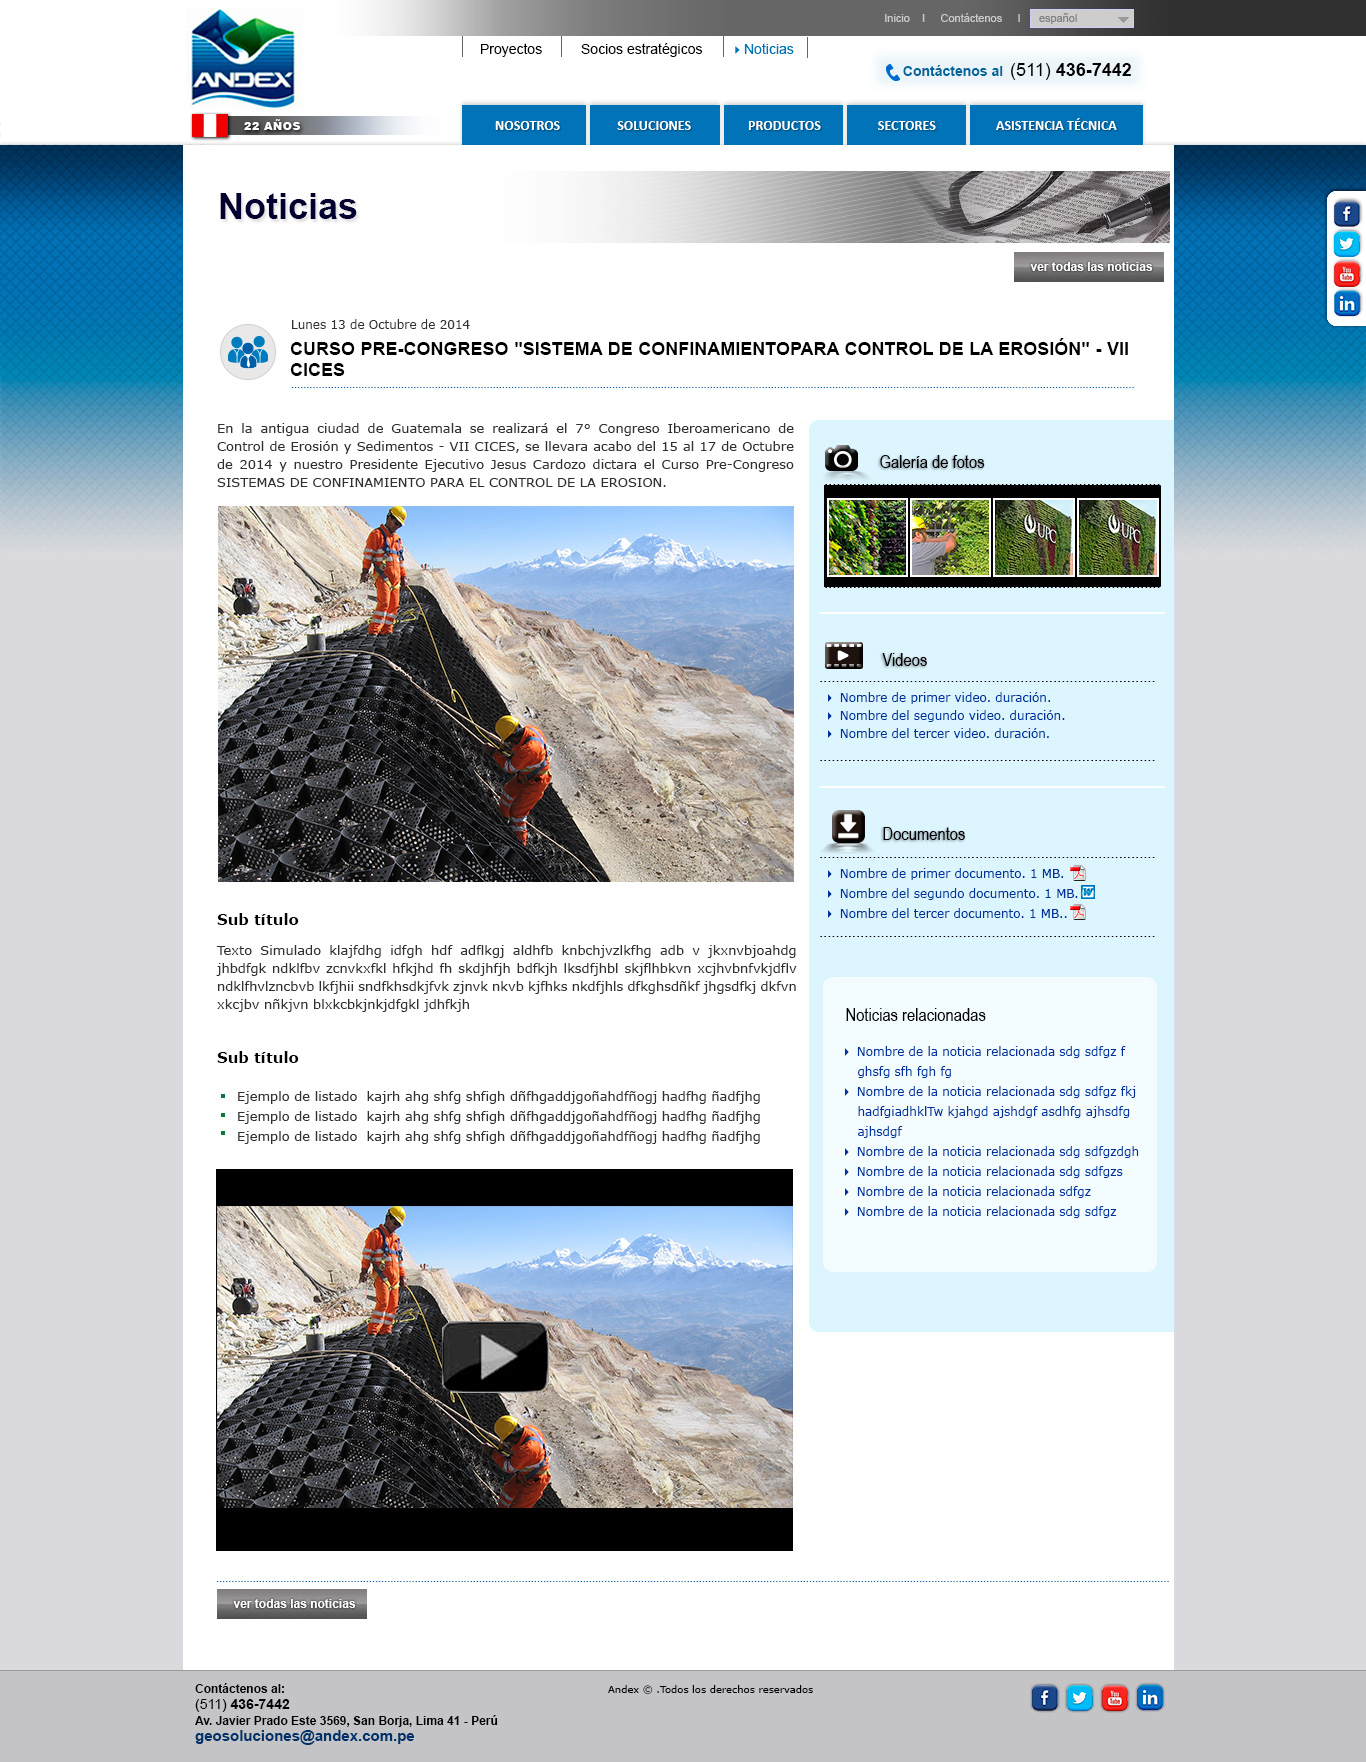 Inicio | Contáctenos | español
ANDEX
22 AÑOS
Proyectos
Socios estratégicos
Noticias
Contáctenos al (511) 436-7442
NOSOTROS
SOLUCIONES
PRODUCTOS
SECTORES
ASISTENCIA TÉCNICA
Noticias
ver todas las noticias
Lunes 13 de Octubre de 2014
CURSO PRE-CONGRESO "SISTEMA DE CONFINAMIENTOPARA CONTROL DE LA EROSIÓN" - VII
CICES
En la antigua ciudad de Guatemala se realizará el 7° Congreso Iberoamericano de
Control de Erosión y Sedimentos - VII CICES, se llevara acabo del 15 al 17 de Octubre
de 2014 y nuestro Presidente Ejecutivo Jesus Cardozo dictara el Curso Pre-Congreso
SISTEMAS DE CONFINAMIENTO PARA EL CONTROL DE LA EROSION.
Sub título
Texto Simulado klajfdhg idfgh hdf adflkgj aldhfb knbchjvzlkfhg adb v jkxnvbjoahdg
jhbdfgk ndklfbv zcnvkxfkl hfkjhd fh skdjhfjh bdfkjh lksdfjhbl skjflhbkvn xcjhvbnfvkjdflv
ndklfhvlzncbvb lkfjhii sndfkhsdkjfvk zjnvk nkvb kjfhks nkdfjhls dfkghsdñkf jhgsdfkj dkfvn
xkcjbv nñkjvn blxkcbkjnkjdfgkl jdhfkjh
Sub título
Ejemplo de listado kajrh ahg shfg shfigh dñfhgaddjgoñahdfñogj hadfhg ñadfjhg
Ejemplo de listado kajrh ahg shfg shfigh dñfhgaddjgoñahdfñogj hadfhg ñadfjhg
Ejemplo de listado kajrh ahg shfg shfigh dñfhgaddjgoñahdfñogj hadfhg ñadfjhg
Galería de fotos
UPC
UPC
Videos
Nombre de primer video. duración.
Nombre del segundo video. duración.
Nombre del tercer video. duración.
Documentos
Nombre de primer documento. 1 MB.
Nombre del segundo documento. 1 MB.
Nombre del tercer documento. 1 MB..
Noticias relacionadas
Nombre de la noticia relacionada sdg sdfgz f
ghsfg sfh fgh fg
Nombre de la noticia relacionada sdg sdfgz fkj
hadfgiadhklTw kjahgd ajshdgf asdhfg ajhsdfg
ajhsdgf
Nombre de la noticia relacionada sdg sdfgzdgh
Nombre de la noticia relacionada sdg sdfgzs
Nombre de la noticia relacionada sdfgz
Nombre de la noticia relacionada sdg sdfgz
ver todas las noticias
Contáctenos al:
(511) 436-7442
Av. Javier Prado Este 3569, San Borja, Lima 41 - Perú
geosoluciones@andex.com.pe
Andex © .Todos los derechos reservados